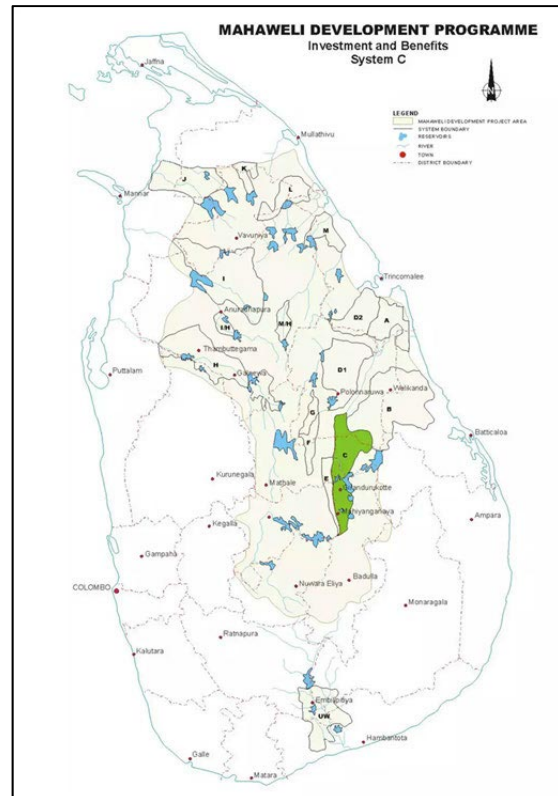 MAHAWELI DEVELOPMENT PROGRAMME
Investment and Benefits
System C
N
LEGEND
MAHAWELI DEVELOPMENT PROJECT AREA
SYSTEM BOUNDARY
RESERVOIRS
RIVER
TOWN
DISTRICT BOUNDARY
Jaffna
Mullathivu
K
J
L
Mannar
M
Vavuniya
I
Trincomalee
Anuradhapura
D2
A
I/H
M/H
Thambuttegama
H
Galnewa
D1
Puttalam
Polonnaruwa
Welikanda
G
B
Batticaloa
F
C
Kurunegala
Matale
E
Girandurukotte
Mahiyanganaya
Ampara
Kegalla
Gampaha
Nuwara Eliya
Badulla
COLOMBO
Monaragala
Ratnapura
Kalutara
Embilipitiya
UW
Hambantota
Galle
Matara